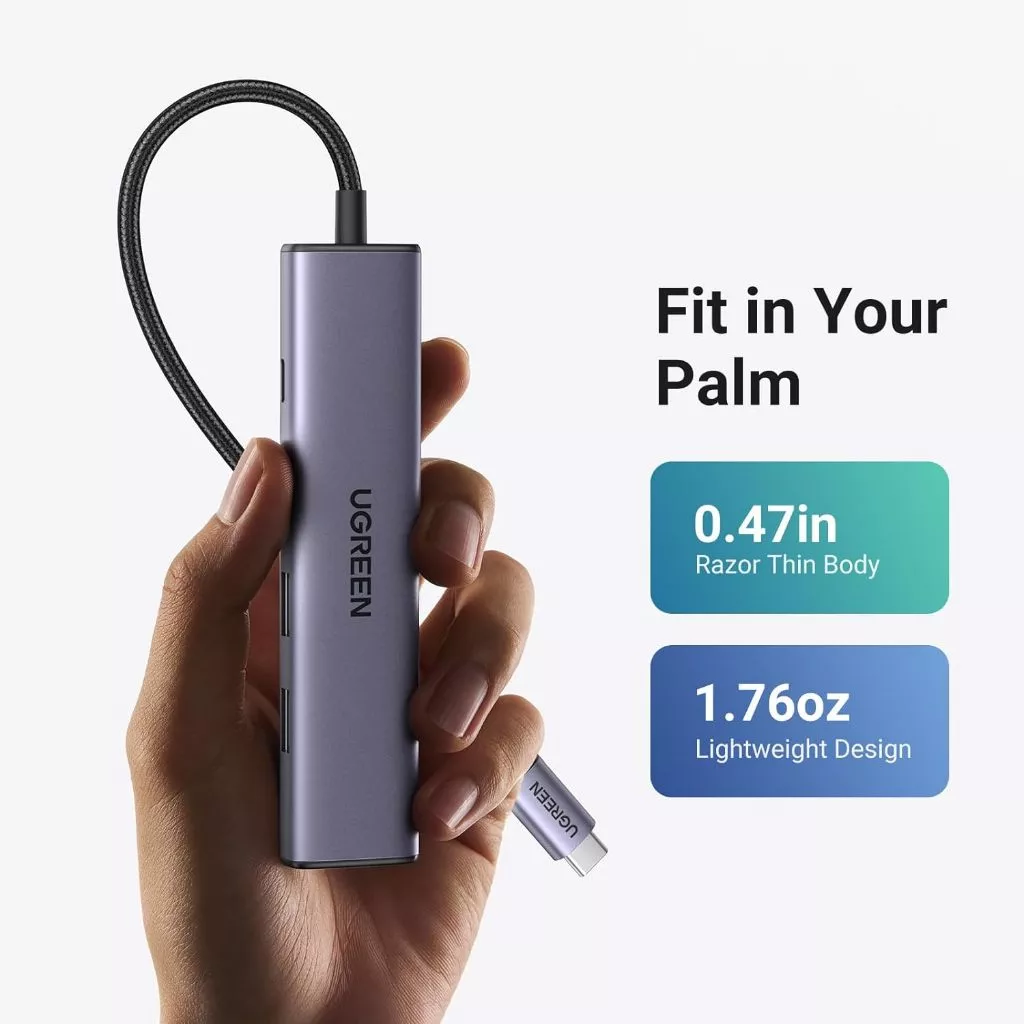 UGREEN
UGREEN
Fit in Your
Palm
0.47in
Razor Thin Body
1.76oz
Lightweight Design